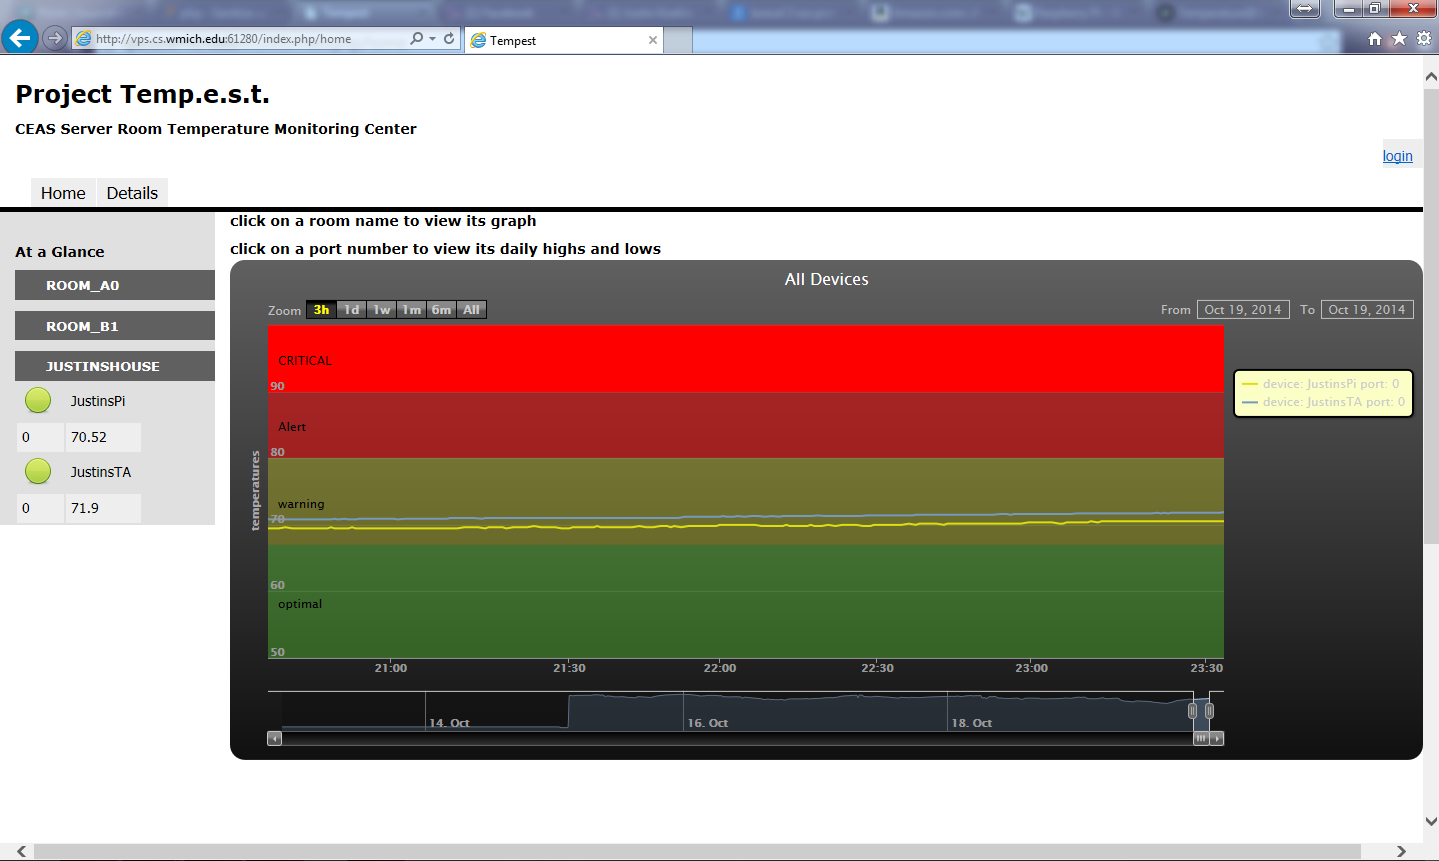 http://vps.cs.wmich.edu:61280/index.php/home
Tempest
Project Temp.e.s.t.
CEAS Server Room Temperature Monitoring Center
login
Home Details
At a Glance
ROOM_A0
ROOM_B1
JUSTINSHOUSE
JustinsPi
0 70.52
JustinsTA
0 71.9
click on a room name to view its graph
click on a port number to view its daily highs and lows
All Devices
Zoom 3h 1d 1w 1m 6m All
From Oct 19, 2014 To Oct 19, 2014
CRITICAL
90
Alert
80
warning
70
60
optimal
50
temperatures
21:00 21:30 22:00 22:30 23:00 23:30
14. Oct 16. Oct 18. Oct
device: JustinsPi port: 0
device: JustinsTA port: 0